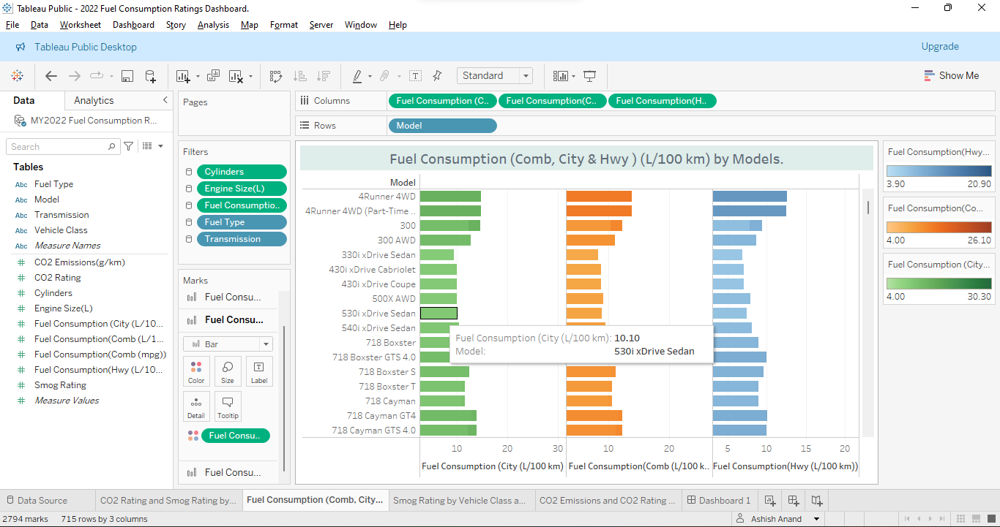 Tableau Public - 2022 Fuel Consumption Ratings Dashboard.
File Data Worksheet Dashboard Story Analysis Map Format Server Window Help
Tableau Public Desktop Upgrade
Standard Show Me
Data Analytics
MY2022 Fuel Consumption R...
Search
Tables
Abc Fuel Type
Abc Model
Abc Transmission
Abc Vehicle Class
Abc Measure Names
# CO2 Emissions(g/km)
# CO2 Rating
# Cylinders
# Engine Size(L)
# Fuel Consumption (City (L/10...
# Fuel Consumption(Comb (L/1...
# Fuel Consumption(Comb (mpg))
# Fuel Consumption(Hwy (L/10...
# Smog Rating
# Measure Values
Pages
Filters
Cylinders
Engine Size(L)
Fuel Consumptio..
Fuel Type
Transmission
Marks
Fuel Consu...
Fuel Consu...
Bar
Color Size Label
Detail Tooltip
Fuel Consu..
Fuel Consu...
Columns Fuel Consumption (C.. Fuel Consumption(C.. Fuel Consumption(H..
Rows Model
Fuel Consumption (Comb, City & Hwy ) (L/100 km) by Models.
Model
4Runner 4WD
4Runner 4WD (Part-Time ..
300
300 AWD
330i xDrive Sedan
430i xDrive Cabriolet
430i xDrive Coupe
500X AWD
530i xDrive Sedan
540i xDrive Sedan
718 Boxster
718 Boxster GTS 4.0
718 Boxster S
718 Boxster T
718 Cayman
718 Cayman GT4
718 Cayman GTS 4.0
Fuel Consumption (City (L/100 km): 10.10
Model: 530i xDrive Sedan
10 20 30 10 20 5 10 15 20
Fuel Consumption (City (L/100 km) Fuel Consumption(Comb (L/100 k.. Fuel Consumption(Hwy (L/100 km))
Fuel Consumption(Hwy...
3.90 20.90
Fuel Consumption(Co...
4.00 26.10
Fuel Consumption (City...
4.00 30.30
Data Source CO2 Rating and Smog Rating by... Fuel Consumption (Comb, City... Smog Rating by Vehicle Class a... CO2 Emissions and CO2 Rating ... Dashboard 1
2794 marks 715 rows by 3 columns Ashish Anand